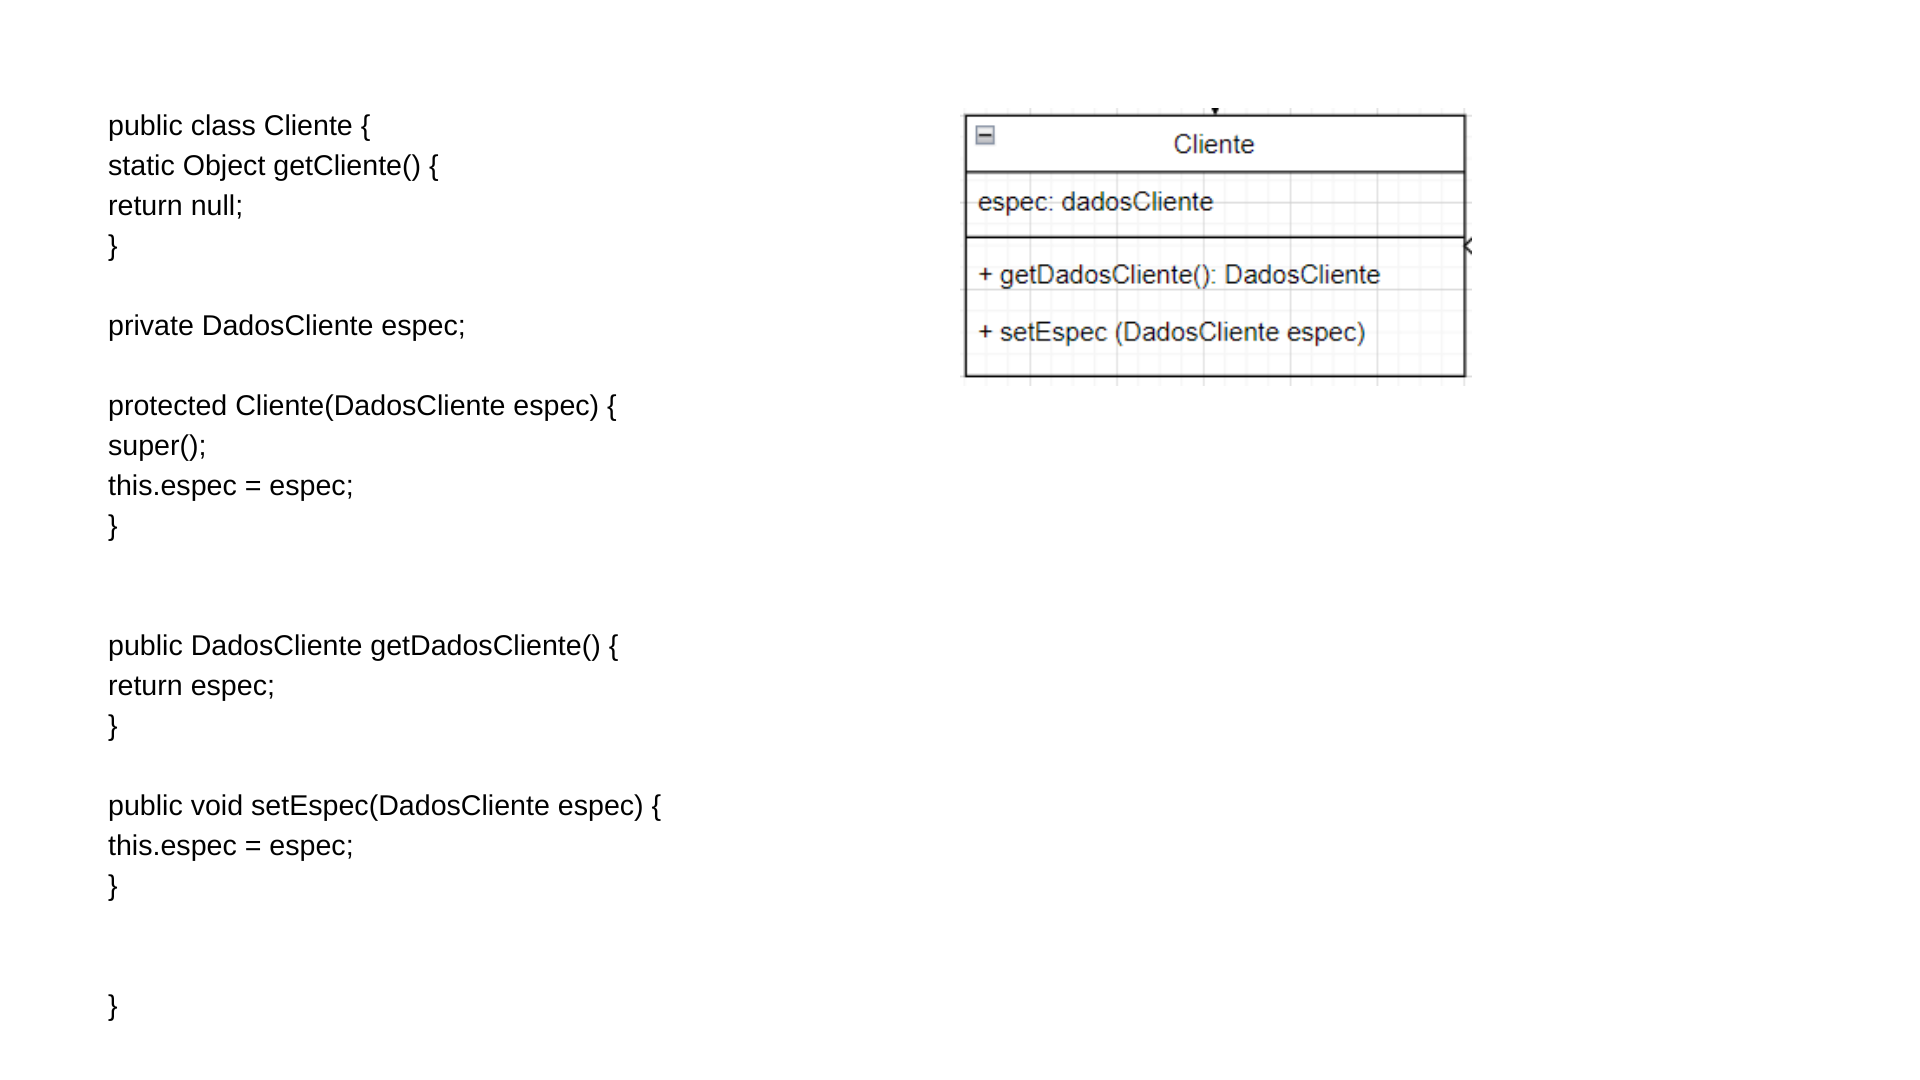 public class Cliente {
static Object getCliente() {
return null;
}
private DadosCliente espec;
protected Cliente(DadosCliente espec) {
super();
this.espec = espec;
}
public DadosCliente getDadosCliente() {
return espec;
}
public void setEspec(DadosCliente espec) {
this.espec = espec;
}
}
Cliente
espec: dadosCliente
+ getDadosCliente(): DadosCliente
+ setEspec (DadosCliente espec)